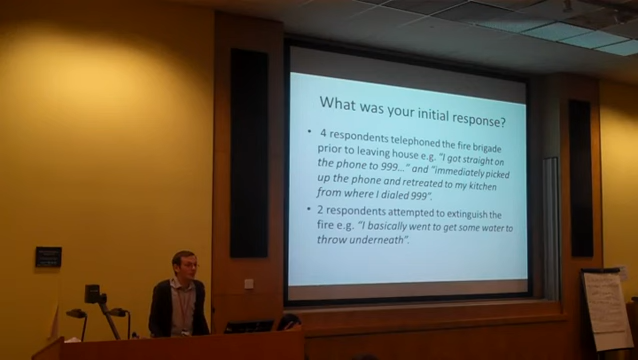 What was your initial response?
• 4 respondents telephoned the fire brigade
prior to leaving house e.g. "I got straight on
the phone to 999..." and "immediately picked
up the phone and retreated to my kitchen
from where I dialed 999".
• 2 respondents attempted to extinguish the
fire e.g. "I basically went to get some water to
throw underneath".